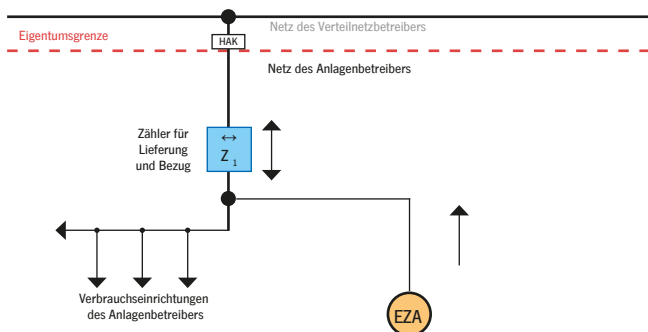 Netz des Verteilnetzbetreibers
Eigentumsgrenze
HAK
Netz des Anlagenbetreibers
Zähler für
Lieferung
und Bezug
↔
Z 1
Verbrauchseinrichtungen
des Anlagenbetreibers
EZA